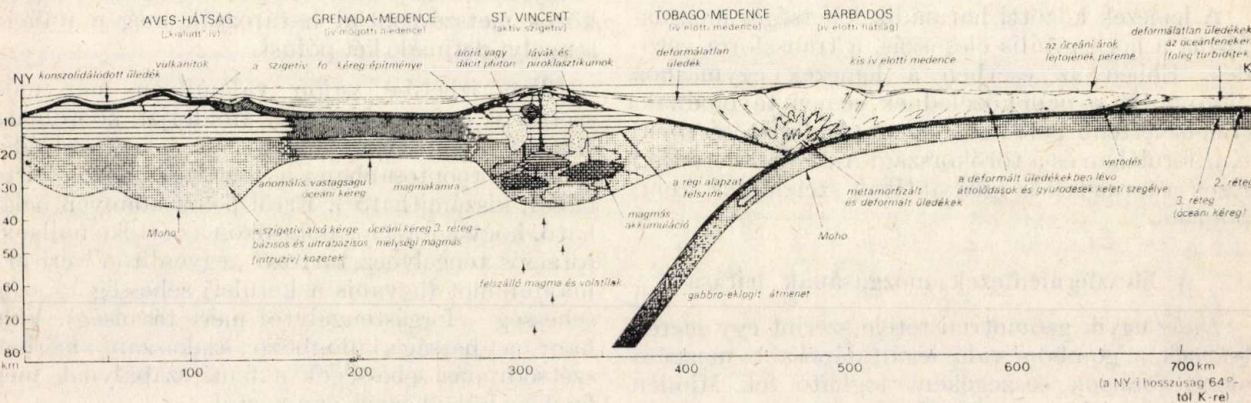 AVES-HÁTSÁG
("kialudt" ív)
GRENADA-MEDENCE
(ív mögötti medence)
ST. VINCENT
(aktív szigetív)
TOBAGO-MEDENCE
(ív előtti medence)
BARBADOS
(ív előtti hátság)
NY
konszolidálódott üledék
vulkanitok
a szigetív fő kéreg-építménye
diorit vagy
dácit pluton
lávák és
piroklasztikumok
deformálatlan
üledék
kis ív előtti medence
az óceáni árok
lejtőjének pereme
deformálatlan üledékek
az óceánfenéken
(főleg turbiditek)
K
10
20
30
40
50
60
70
80
km
anomális vastagságú
óceáni kéreg
magmakamra
a régi alapzat
felszíne
metamorfizált
és deformált üledékek
vetődés
a deformált üledékekben lévő
áttolódások és gyűrődések keleti szegélye
2. réteg
3. réteg
(óceáni kéreg)
Moho
a szigetív alsó kérge
bázisos és ultrabázisos mélységi magmás
(intruzív) kőzetek
óceáni kéreg 3. réteg
magmás
akkumuláció
Moho
felszálló magma és volatilák
gabbró-eklogit átmenet
0
100
200
300
400
500
600
700 km
(a NY-i hosszúság 64°-
tól K-re)